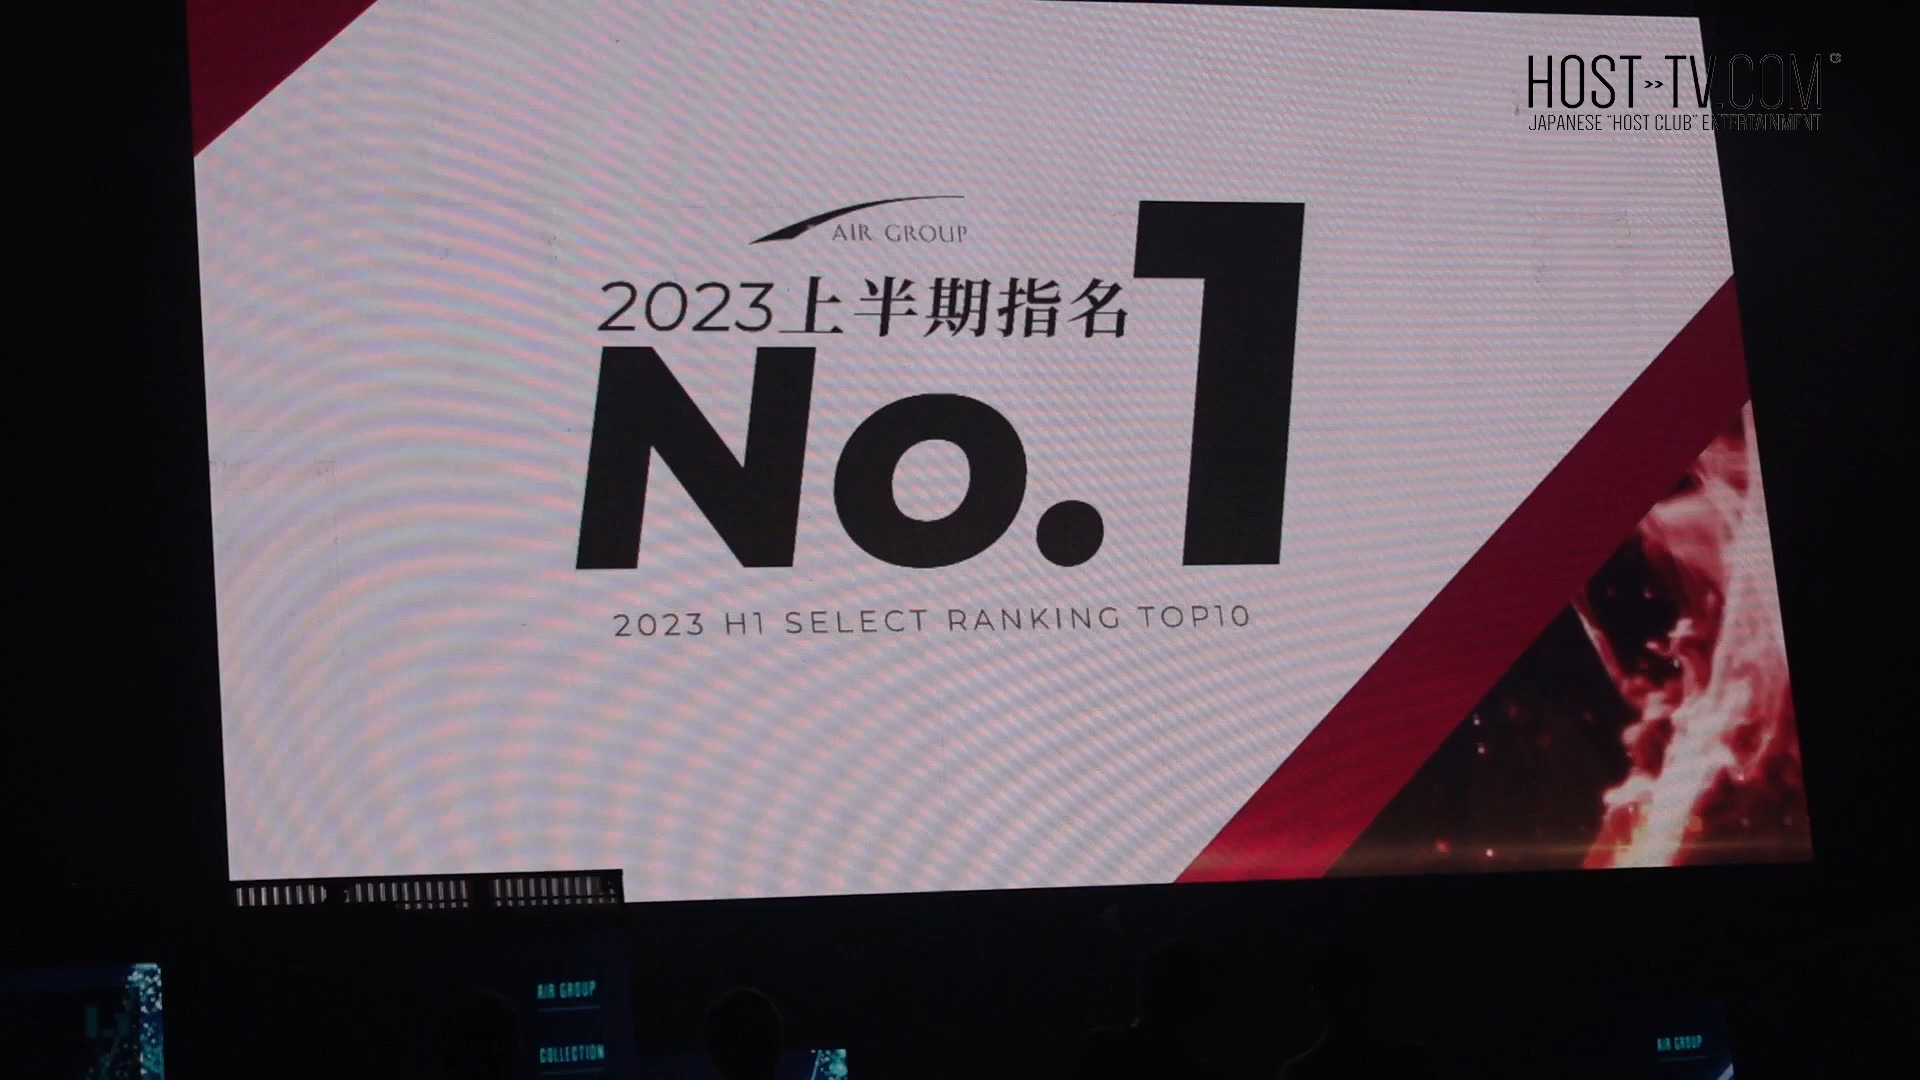 HOST»TV.COM
JAPANESE "HOST CLUB" ENTERTAINMENT
AIR GROUP
2023上半期指名
No.1
2023 H1 SELECT RANKING TOP10
AIR GROUP
COLLECTION
AIR GROUP